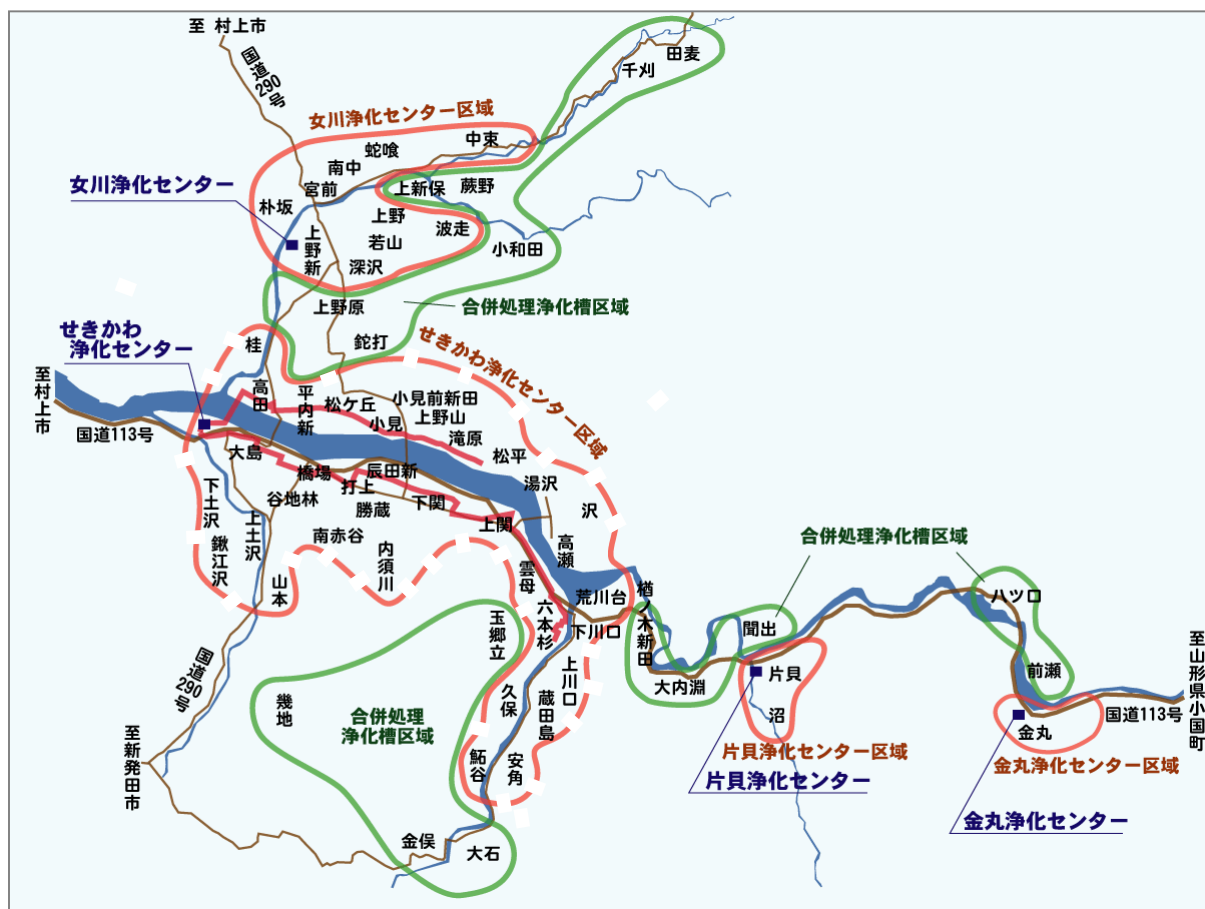 至 村上市
国道290号
田麦
千刈
女川浄化センター区域
中束
蛇喰
南中
宮前
女川浄化センター
朴坂
上新保
蕨野
上野
波走
若山
小和田
上野新
深沢
上野原
合併処理浄化槽区域
せきかわ
浄化センター
桂
鉈打
せきかわ浄化センター区域
至村上市
高田
平内新
松ケ丘
小見前新田
上野山
小見
滝原
国道113号
大島
橋場
辰田新
松平
湯沢
打上
谷地林
勝蔵
下関
沢
下土沢
上土沢
上関
鍬江沢
南赤谷
内須川
高瀬
合併処理浄化槽区域
山本
雲母
荒川台
楢ノ木新田
八ツ口
六本杉
下川口
聞出
玉郷立
国道290号
上川口
大内淵
片貝
前瀬
至山形県小国町
幾地
久保
蔵田島
沼
国道113号
合併処理
浄化槽区域
金丸
至新発田市
鮖谷
安角
片貝浄化センター区域
金丸浄化センター区域
片貝浄化センター
金丸浄化センター
金俣
大石